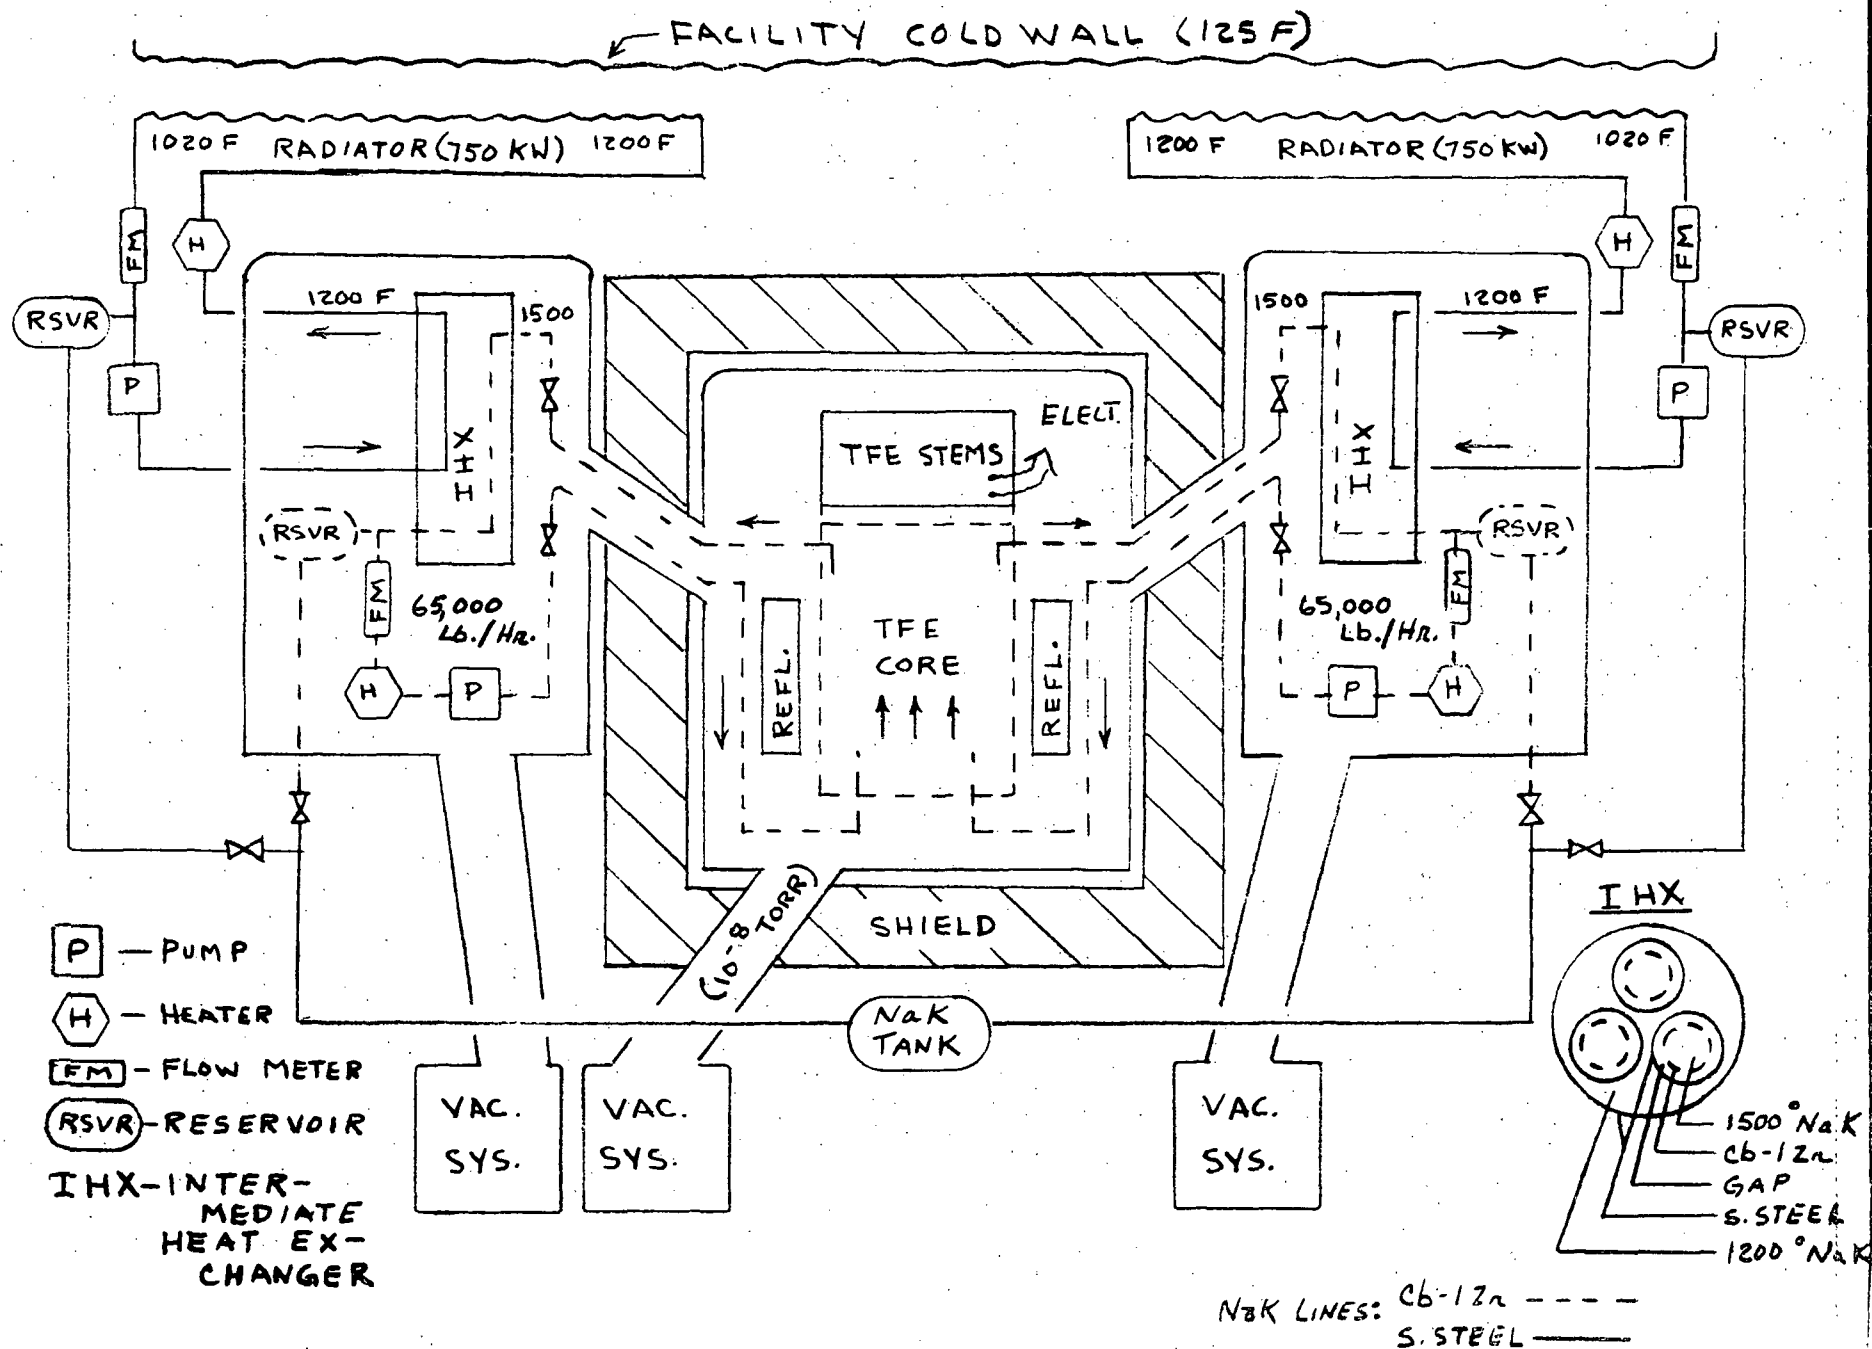 FACILITY COLD WALL (125 F)
1020 F RADIATOR (750 KW) 1200 F
1200 F RADIATOR (750 KW) 1020 F
FM
H
H
FM
RSVR
1200 F
1500
1500
1200 F
RSVR
P
IHX
TFE STEMS
ELECT.
IHX
P
RSVR
RSVR
FM
65,000
Lb./Hr.
REFL.
TFE
CORE
REFL.
65,000
Lb./Hr.
FM
H
P
P
H
(10-8 TORR)
SHIELD
IHX
P - PUMP
H - HEATER
FM - FLOW METER
RSVR - RESERVOIR
IHX - INTER-
MEDIATE
HEAT EX-
CHANGER
NaK
TANK
VAC.
SYS.
VAC.
SYS.
VAC.
SYS.
1500° NaK
Cb-1Zr
GAP
S. STEEL
1200 °NaK
NaK LINES: Cb-1Zr
S. STEEL